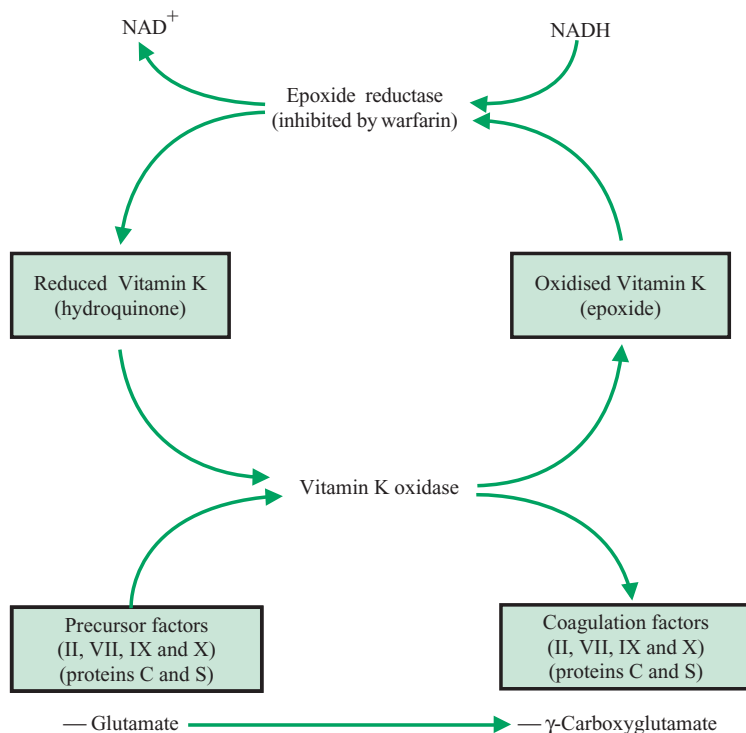 NAD+
NADH
Epoxide reductase
(inhibited by warfarin)
Reduced Vitamin K
(hydroquinone)
Oxidised Vitamin K
(epoxide)
Vitamin K oxidase
Precursor factors
(II, VII, IX and X)
(proteins C and S)
Coagulation factors
(II, VII, IX and X)
(proteins C and S)
— Glutamate
— γ-Carboxyglutamate